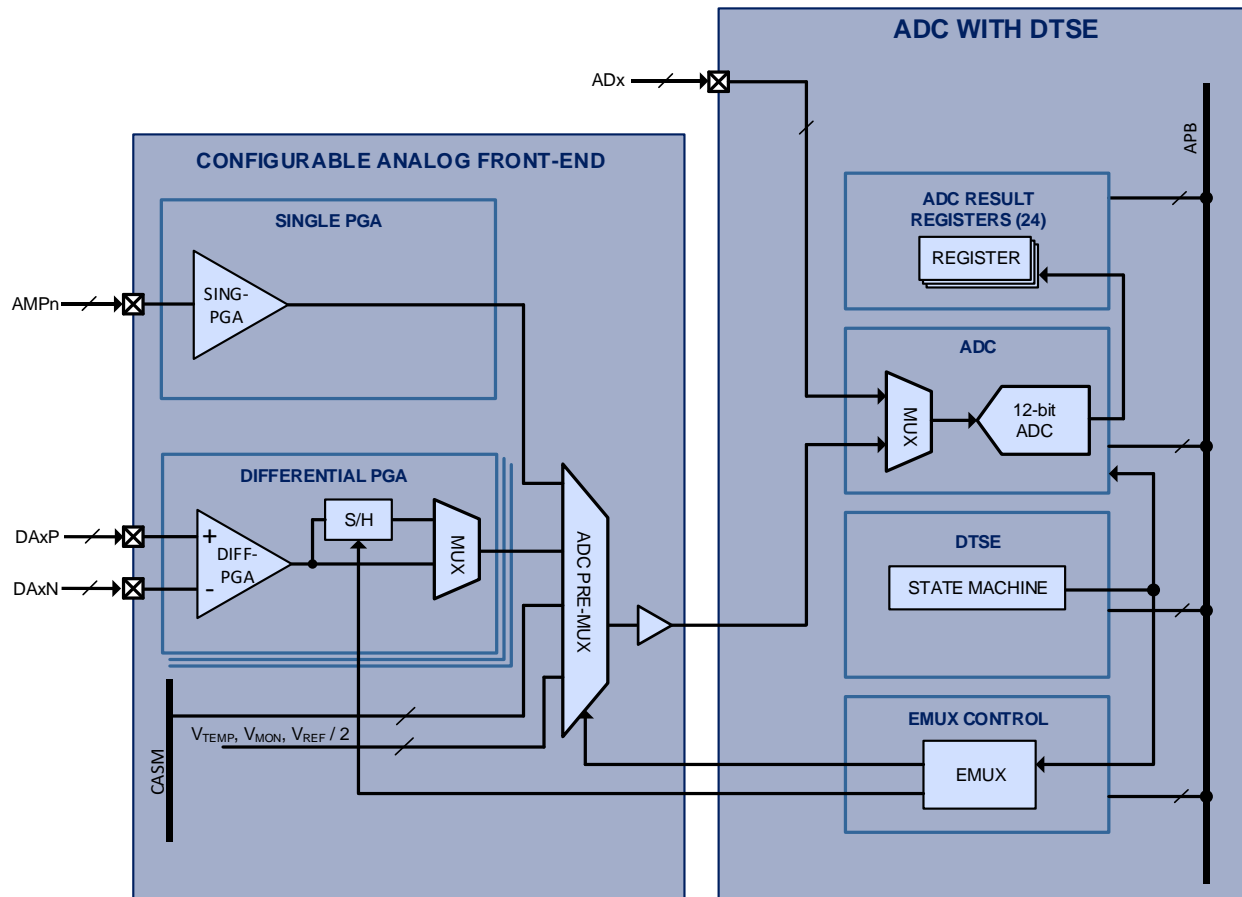 ADC WITH DTSE
ADx
APB
CONFIGURABLE ANALOG FRONT-END
SINGLE PGA
SING-
PGA
AMPn
ADC RESULT
REGISTERS (24)
REGISTER
ADC
MUX
12-bit
ADC
DIFFERENTIAL PGA
S/H
MUX
DAxP
+
DIFF-
PGA
-
DAxN
ADC PRE-MUX
DTSE
STATE MACHINE
EMUX CONTROL
EMUX
VTEMP, VMON, VREF / 2
CASM